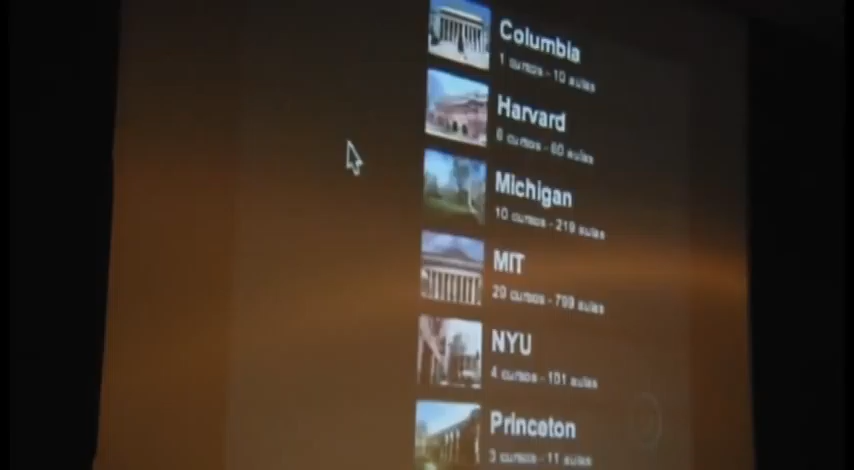 Columbia
1 cursos - 10 aulas
Harvard
6 cursos - 60 aulas
Michigan
10 cursos - 219 aulas
MIT
29 cursos - 799 aulas
NYU
4 cursos - 101 aulas
Princeton
3 cursos - 11 aulas